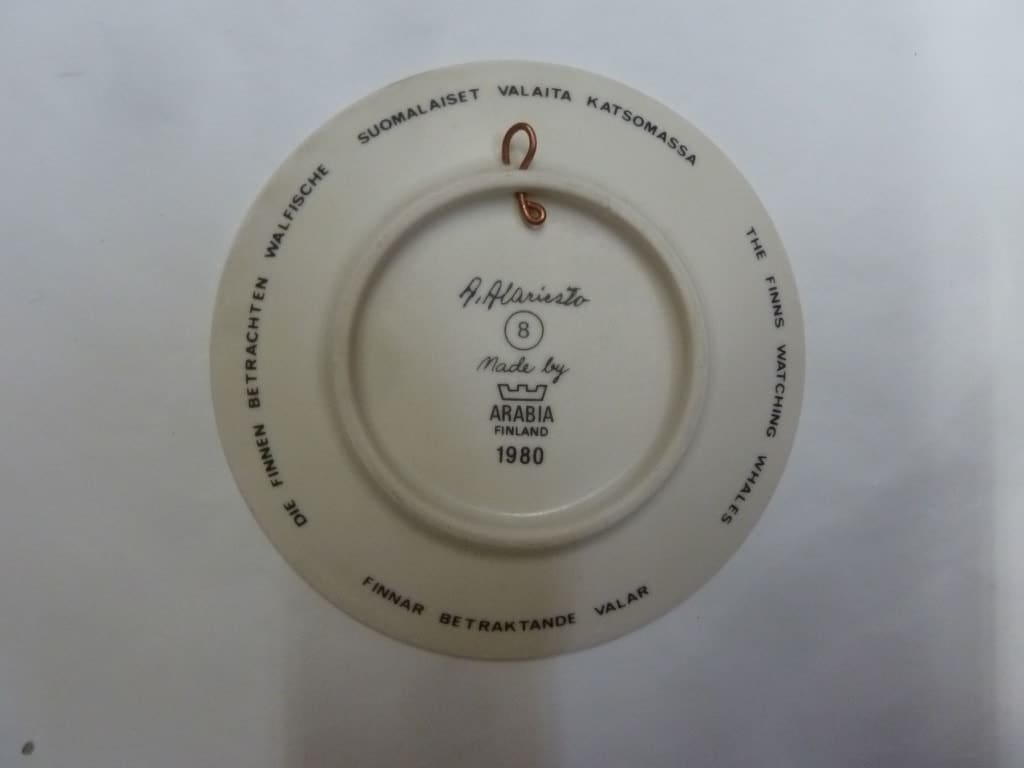 SUOMALAISET VALAITA KATSOMASSA
THE FINNS WATCHING WHALES
FINNAR BETRAKTANDE VALAR
DIE FINNEN BETRACHTEN WALFISCHE
A. Alariesto
8
Made by
ARABIA
FINLAND
1980